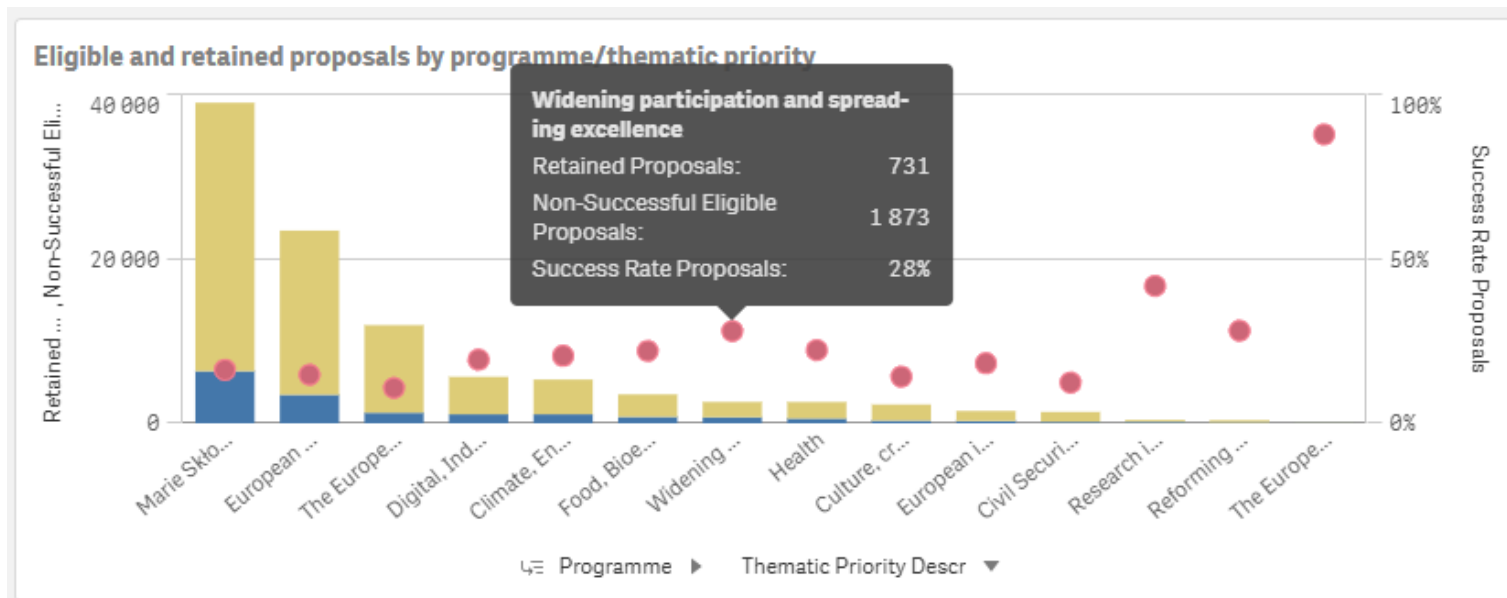 Eligible and retained proposals by programme/thematic priority
Retained ... , Non-Successful Eli...
40 000
20 000
0
Widening participation and spread-
ing excellence
Retained Proposals: 731
Non-Successful Eligible
Proposals: 1 873
Success Rate Proposals: 28%
100%
50%
0%
Success Rate Proposals
Marie Skło...
European ...
The Europe...
Digital, Ind...
Climate, En...
Food, Bioe...
Widening ...
Health
Culture, cr...
European i...
Civil Securi...
Research i...
Reforming ...
The Europe...
Programme Thematic Priority Descr